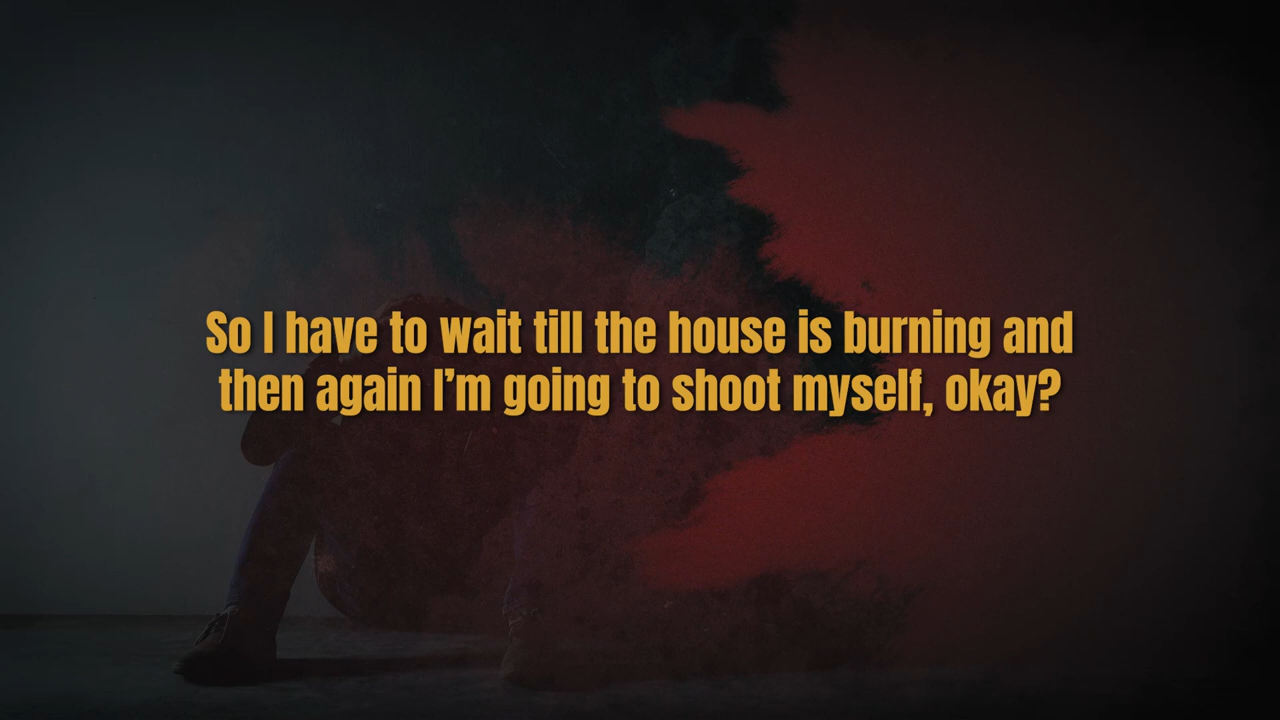 So I have to wait till the house is burning and
then again I’m going to shoot myself, okay?